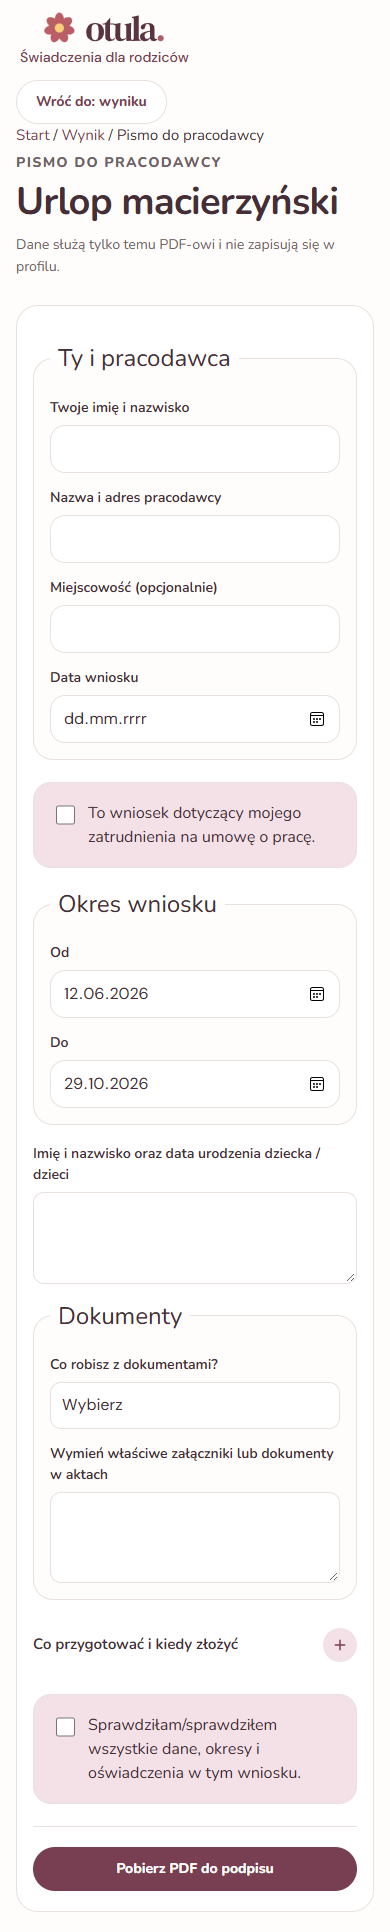 otula.
Świadczenia dla rodziców
Wróć do: wyniku
Start / Wynik / Pismo do pracodawcy
PISMO DO PRACODAWCY
Urlop macierzyński
Dane służą tylko temu PDF-owi i nie zapisują się w
profilu.
Ty i pracodawca
Twoje imię i nazwisko
Nazwa i adres pracodawcy
Miejscowość (opcjonalnie)
Data wniosku
dd.mm.rrrr
To wniosek dotyczący mojego
zatrudnienia na umowę o pracę.
Okres wniosku
Od
12.06.2026
Do
29.10.2026
Imię i nazwisko oraz data urodzenia dziecka /
dzieci
Dokumenty
Co robisz z dokumentami?
Wybierz
Wymień właściwe załączniki lub dokumenty
w aktach
Co przygotować i kiedy złożyć
+
Sprawdziłam/sprawdziłem
wszystkie dane, okresy i
oświadczenia w tym wniosku.
Pobierz PDF do podpisu